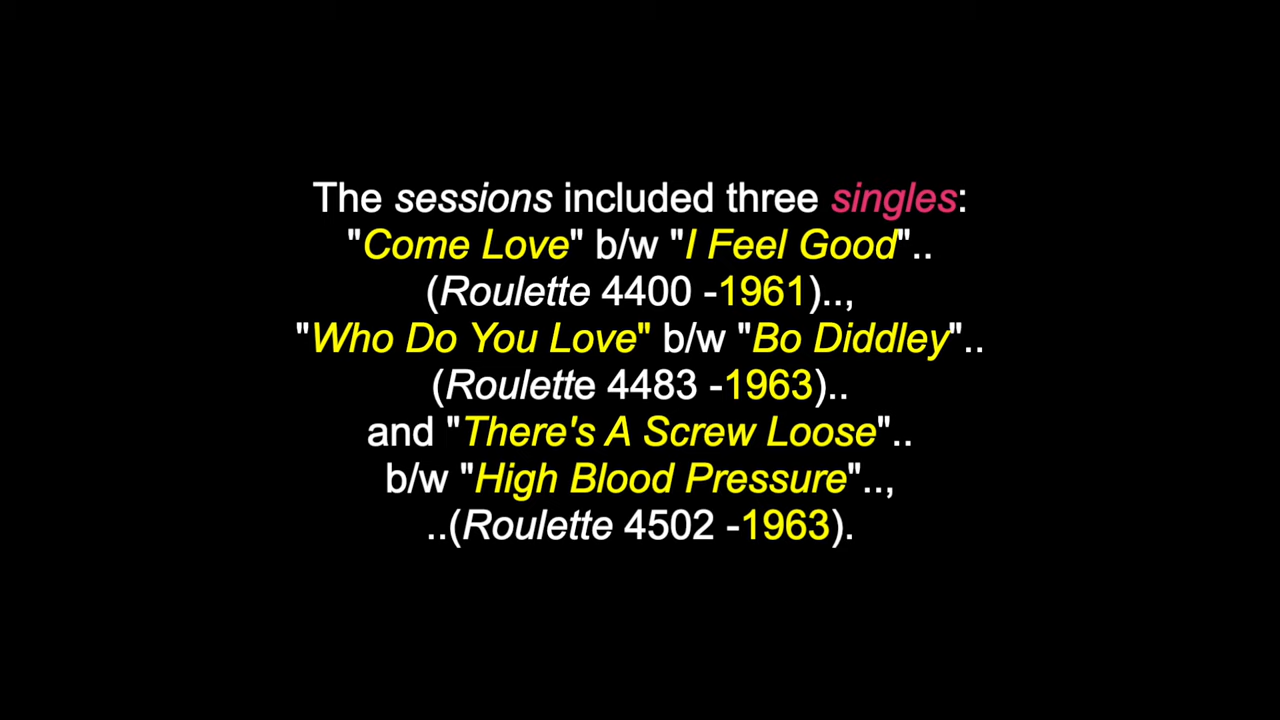 The sessions included three singles:
"Come Love" b/w "I Feel Good"..
(Roulette 4400 -1961)..,
"Who Do You Love" b/w "Bo Diddley"..
(Roulette 4483 -1963)..
and "There's A Screw Loose"..
b/w "High Blood Pressure"..,
..(Roulette 4502 -1963).